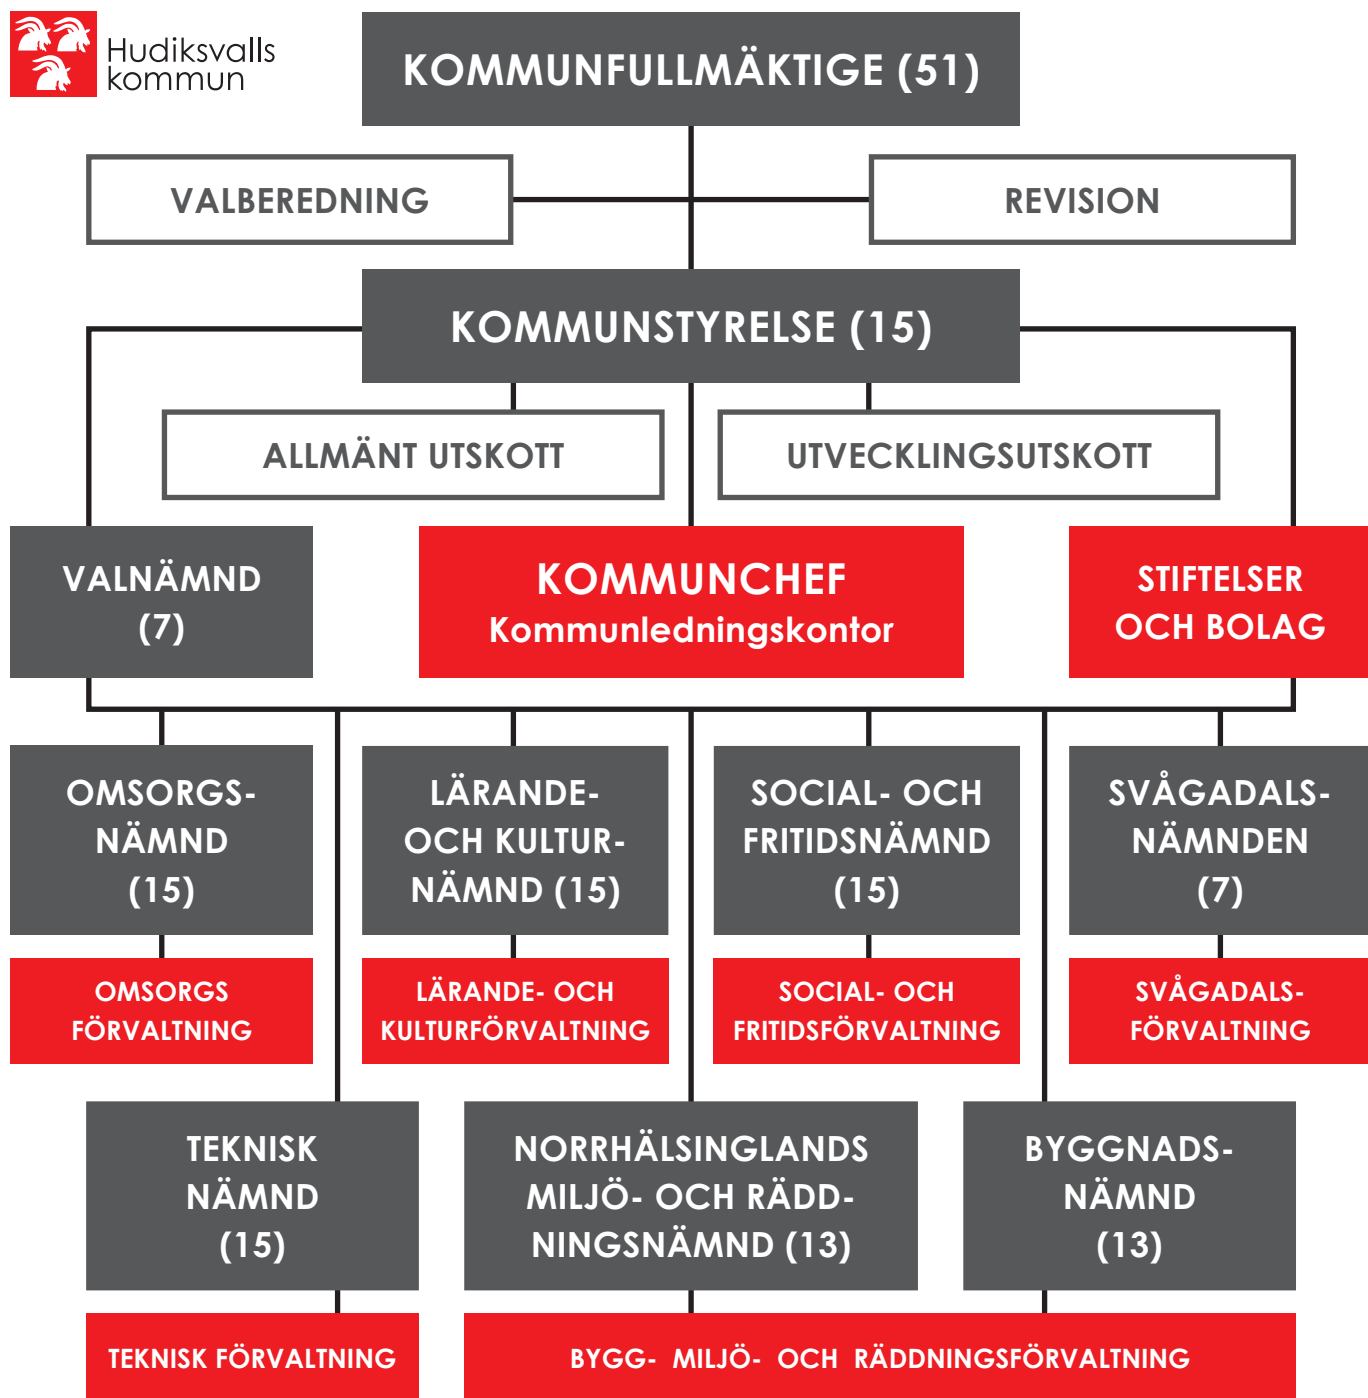 Hudiksvalls
kommun
KOMMUNFULLMÄKTIGE (51)
VALBEREDNING
REVISION
KOMMUNSTYRELSE (15)
ALLMÄNT UTSKOTT
UTVECKLINGSUTSKOTT
VALNÄMND
(7)
KOMMUNCHEF
Kommunledningskontor
STIFTELSER
OCH BOLAG
OMSORGS-
NÄMND
(15)
LÄRANDE-
OCH KULTUR-
NÄMND (15)
SOCIAL- OCH
FRITIDSNÄMND
(15)
SVÅGADALS-
NÄMNDEN
(7)
OMSORGS
FÖRVALTNING
LÄRANDE- OCH
KULTURFÖRVALTNING
SOCIAL- OCH
FRITIDSFÖRVALTNING
SVÅGADALS-
FÖRVALTNING
TEKNISK
NÄMND
(15)
NORRHÄLSINGLANDS
MILJÖ- OCH RÄDD-
NINGSNÄMND (13)
BYGGNADS-
NÄMND
(13)
TEKNISK FÖRVALTNING
BYGG- MILJÖ- OCH RÄDDNINGSFÖRVALTNING